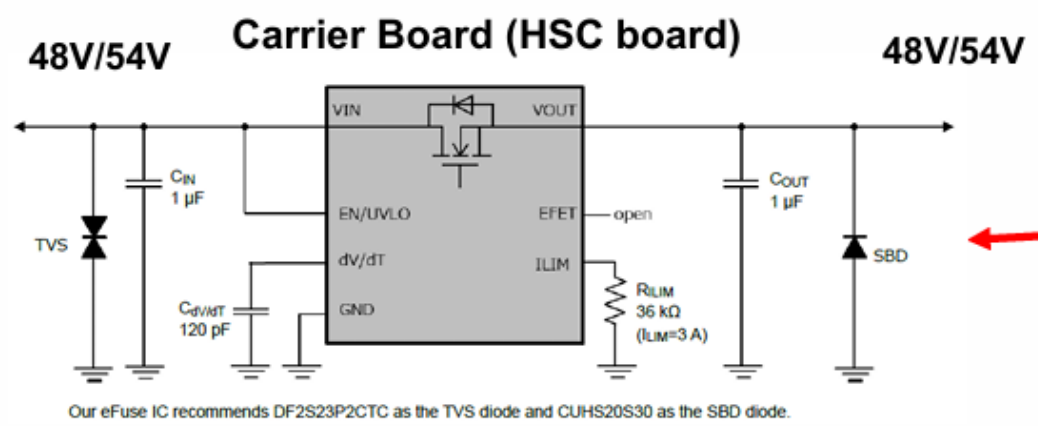 Carrier Board (HSC board)
48V/54V
48V/54V
VIN
VOUT
CIN
1 µF
COUT
1 µF
TVS
EN/UVLO
EFET
open
SBD
dV/dT
ILIM
CdV/dT
120 pF
GND
RILIM
36 kΩ
(ILIM=3 A)
Our eFuse IC recommends DF2S23P2CTC as the TVS diode and CUHS20S30 as the SBD diode.